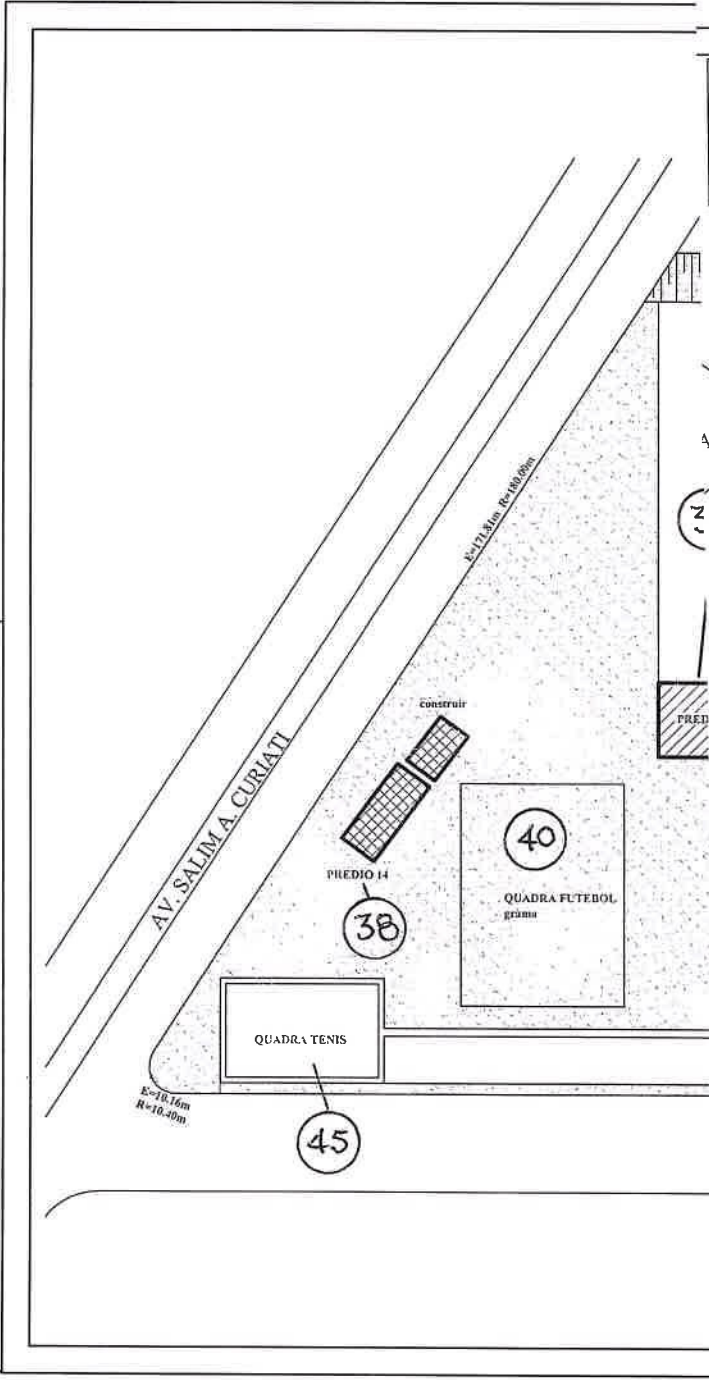 E=171.81m R=180.00m
construir
AV. SALIM A. CURIATI
40
PREDIO 14
QUADRA FUTEBOL
grama
38
QUADRA TENIS
E=10.16m
R=10.40m
45